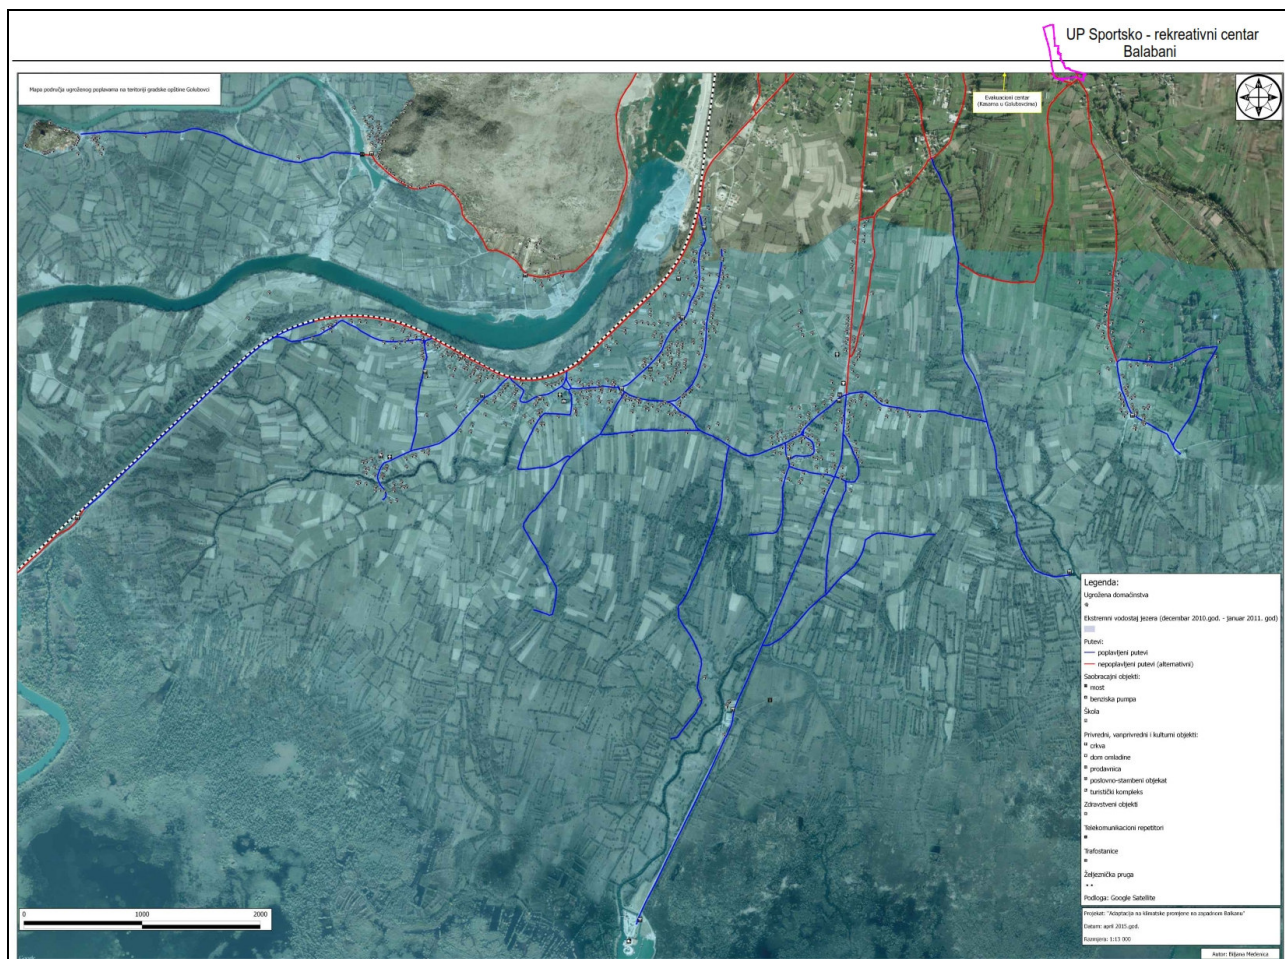 UP Sportsko - rekreativni centar
Balabani
Mapa područja ugroženog poplavama na teritoriji gradske opštine Golubovci
Evakuacioni centar
(Kasarna u Golubovcima)
Legenda:
Ugrožena domaćinstva
Ekstremni vodostaj jezera (decembar 2010.god. - januar 2011. god)
Putevi:
poplavljeni putevi
nepoplavljeni putevi (alternativni)
Saobracajni objekti:
most
benziska pumpa
Škola
Privredni, vanprivredni i kulturni objekti:
crkva
dom omladine
prodavnica
poslovno-stambeni objekat
turistički kompleks
Zdravstveni objekti
Telekomunikacioni repetitori
Trafostanice
Željeznička pruga
Podloga: Google Satellite
Projekat: "Adaptacija na klimatske promjene na zapadnom Balkanu"
Datum: april 2015.god.
Razmjera: 1:13 000
Autor: Biljana Medenica
0 1000 2000